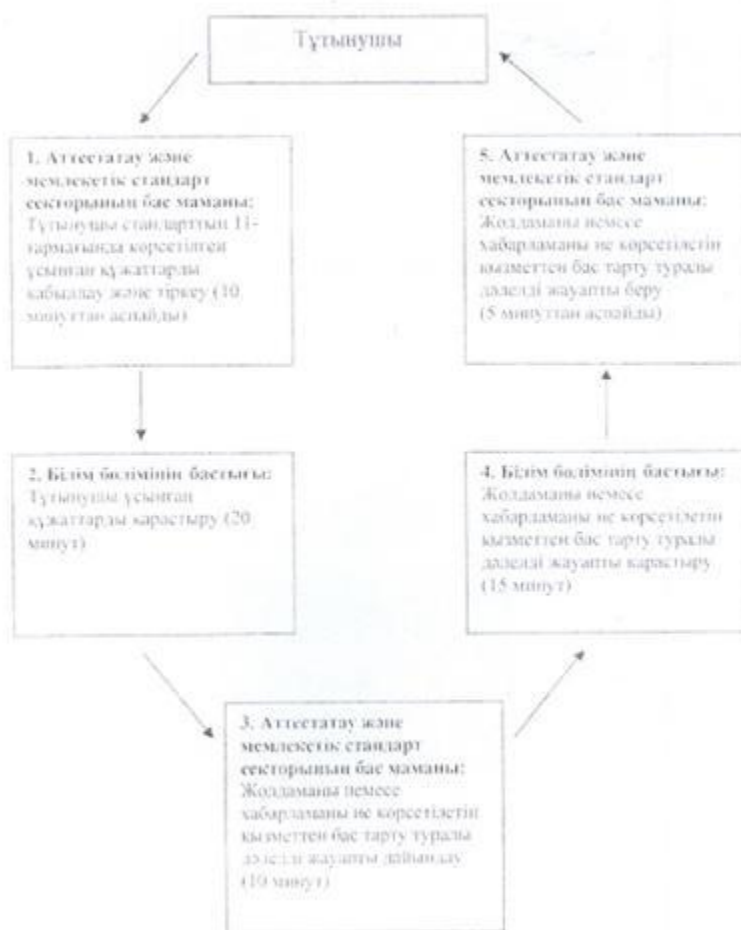 Тұтынушы
1. Аттестатау және
мемлекетік стандарт
секторының бас маманы:
Тұтынушы стандарттың 11-
тармағында көрсетілген
ұсынған құжаттарды
қабылдау және тіркеу (10
минуттан аспайды)
2. Білім бөлімінің бастығы:
Тұтынушы ұсынған
құжаттарды қарастыру (20
минут)
3. Аттестатау және
мемлекетік стандарт
секторының бас маманы:
Жолдаманы немесе
хабарламаны не көрсетілетін
қызметтен бас тарту туралы
дәлелді жауапты дайындау
(10 минут)
4. Білім бөлімінің бастығы:
Жолдаманы немесе
хабарламаны не көрсетілетін
қызметтен бас тарту туралы
дәлелді жауапты қарастыру
(15 минут)
5. Аттестатау және
мемлекетік стандарт
секторының бас маманы:
Жолдаманы немесе
хабарламаны не көрсетілетін
қызметтен бас тарту туралы
дәлелді жауапты беру
(5 минуттан аспайды)